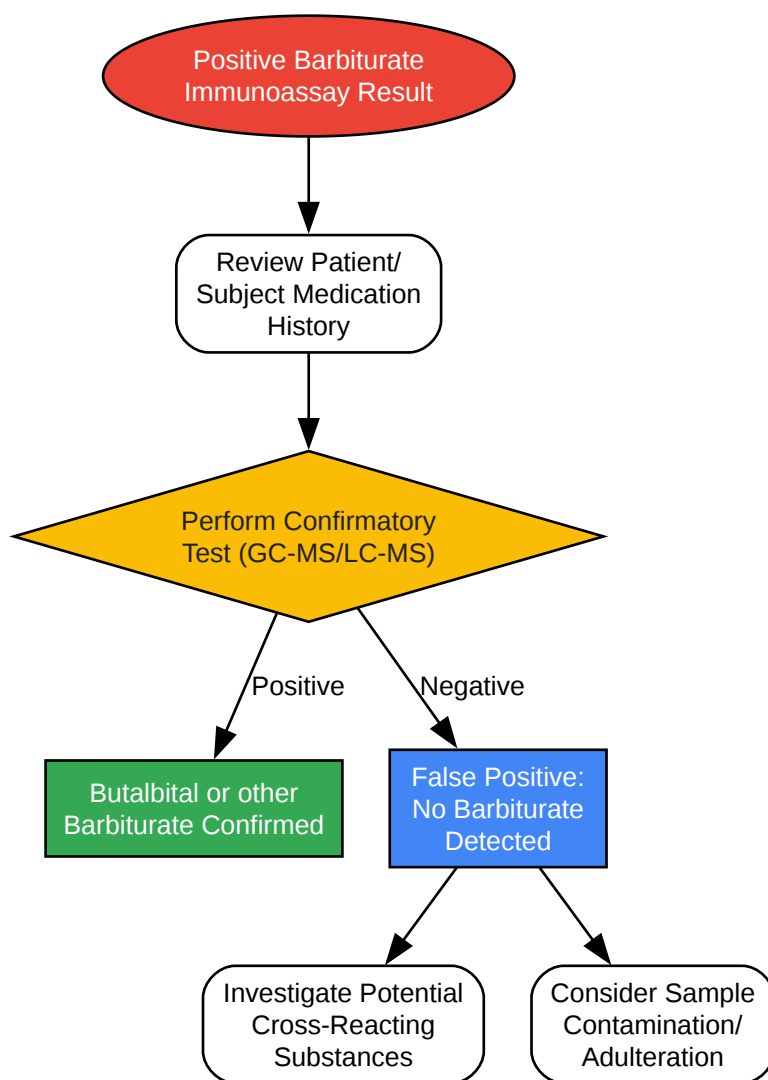 Positive Barbiturate
Immunoassay Result
Review Patient/
Subject Medication
History
Perform Confirmatory
Test (GC-MS/LC-MS)
Positive
Negative
Butalbital or other
Barbiturate Confirmed
False Positive:
No Barbiturate
Detected
Investigate Potential
Cross-Reacting
Substances
Consider Sample
Contamination/
Adulteration